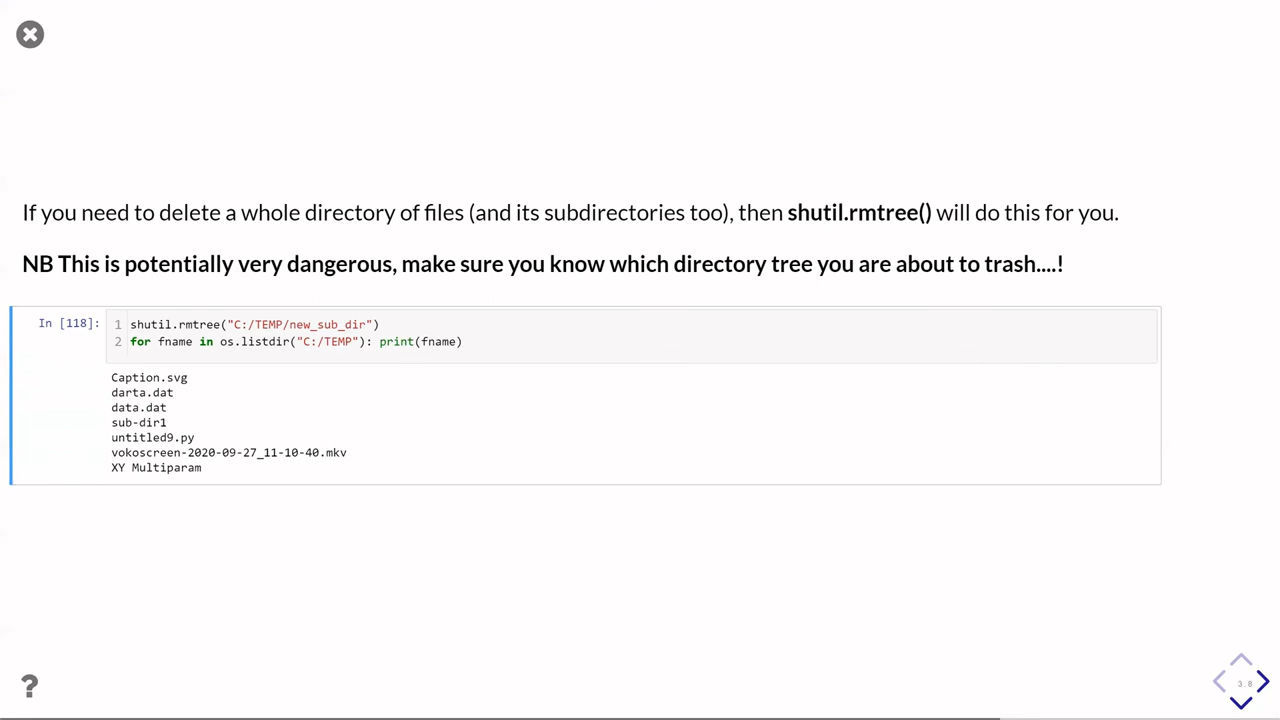 If you need to delete a whole directory of files (and its subdirectories too), then shutil.rmtree() will do this for you.
NB This is potentially very dangerous, make sure you know which directory tree you are about to trash....!
In [118]:
1 shutil.rmtree("C:/TEMP/new_sub_dir")
2 for fname in os.listdir("C:/TEMP"): print(fname)
Caption.svg
darta.dat
data.dat
sub-dir1
untitled9.py
vokoscreen-2020-09-27_11-10-40.mkv
XY Multiparam
?
3.8